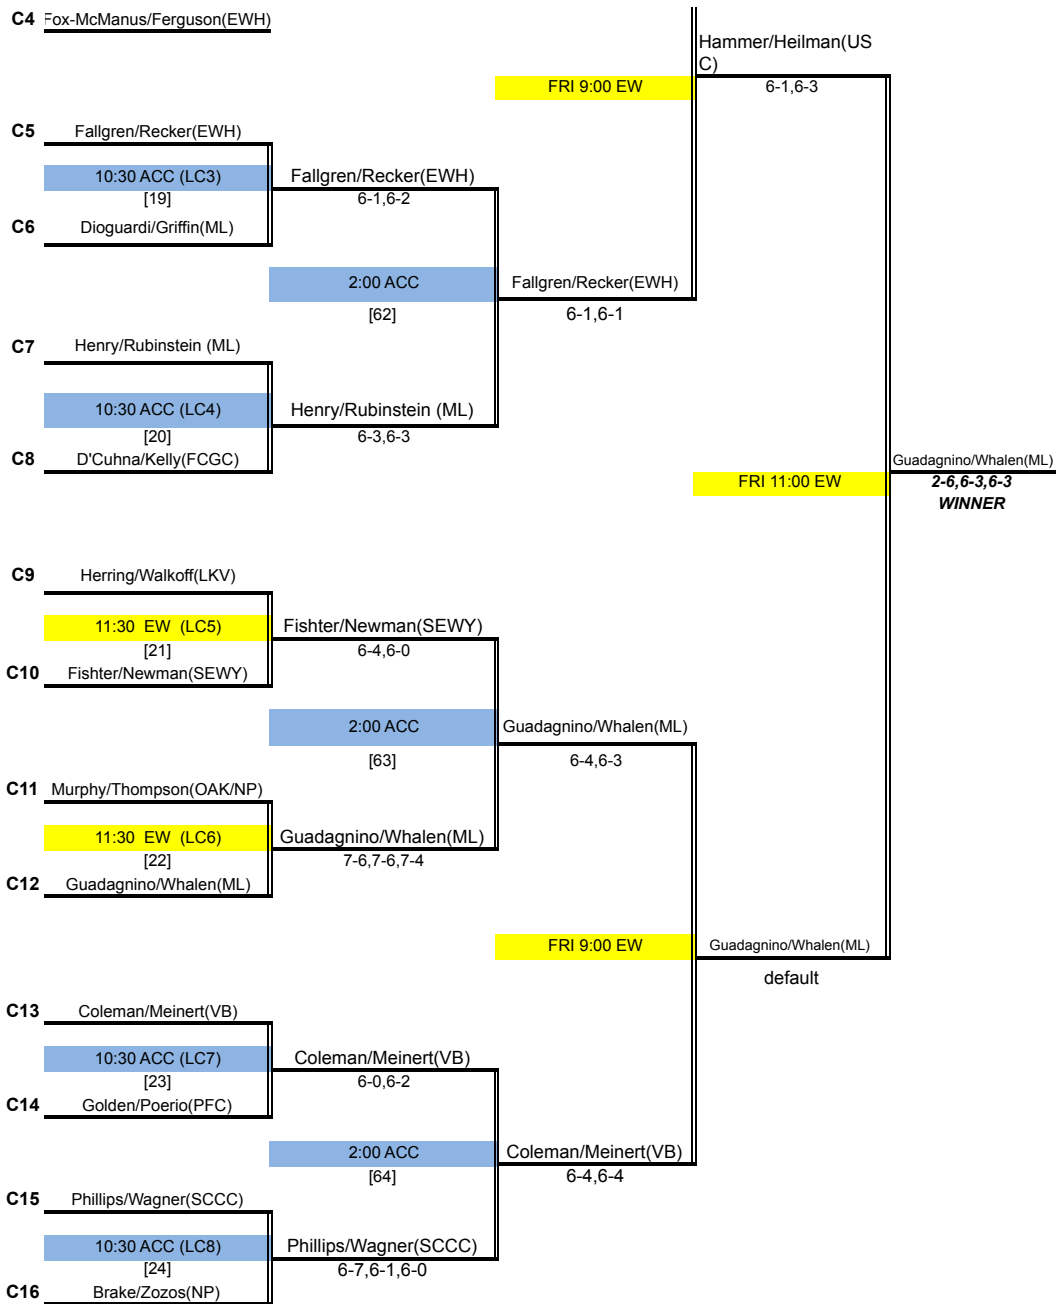 C4 Fox-McManus/Ferguson(EWH)
Hammer/Heilman(US
C)
FRI 9:00 EW
6-1,6-3
C5 Fallgren/Recker(EWH)
10:30 ACC (LC3)
Fallgren/Recker(EWH)
[19]
6-1,6-2
C6 Dioguardi/Griffin(ML)
2:00 ACC
Fallgren/Recker(EWH)
[62]
6-1,6-1
C7 Henry/Rubinstein (ML)
10:30 ACC (LC4)
Henry/Rubinstein (ML)
[20]
6-3,6-3
C8 D'Cuhna/Kelly(FCGC)
Guadagnino/Whalen(ML)
FRI 11:00 EW
2-6,6-3,6-3
WINNER
C9 Herring/Walkoff(LKV)
11:30 EW (LC5)
Fishter/Newman(SEWY)
[21]
6-4,6-0
C10 Fishter/Newman(SEWY)
2:00 ACC
Guadagnino/Whalen(ML)
[63]
6-4,6-3
C11 Murphy/Thompson(OAK/NP)
11:30 EW (LC6)
Guadagnino/Whalen(ML)
[22]
7-6,7-6,7-4
C12 Guadagnino/Whalen(ML)
FRI 9:00 EW
Guadagnino/Whalen(ML)
default
C13 Coleman/Meinert(VB)
10:30 ACC (LC7)
Coleman/Meinert(VB)
[23]
6-0,6-2
C14 Golden/Poerio(PFC)
2:00 ACC
Coleman/Meinert(VB)
[64]
6-4,6-4
C15 Phillips/Wagner(SCCC)
10:30 ACC (LC8)
Phillips/Wagner(SCCC)
[24]
6-7,6-1,6-0
C16 Brake/Zozos(NP)